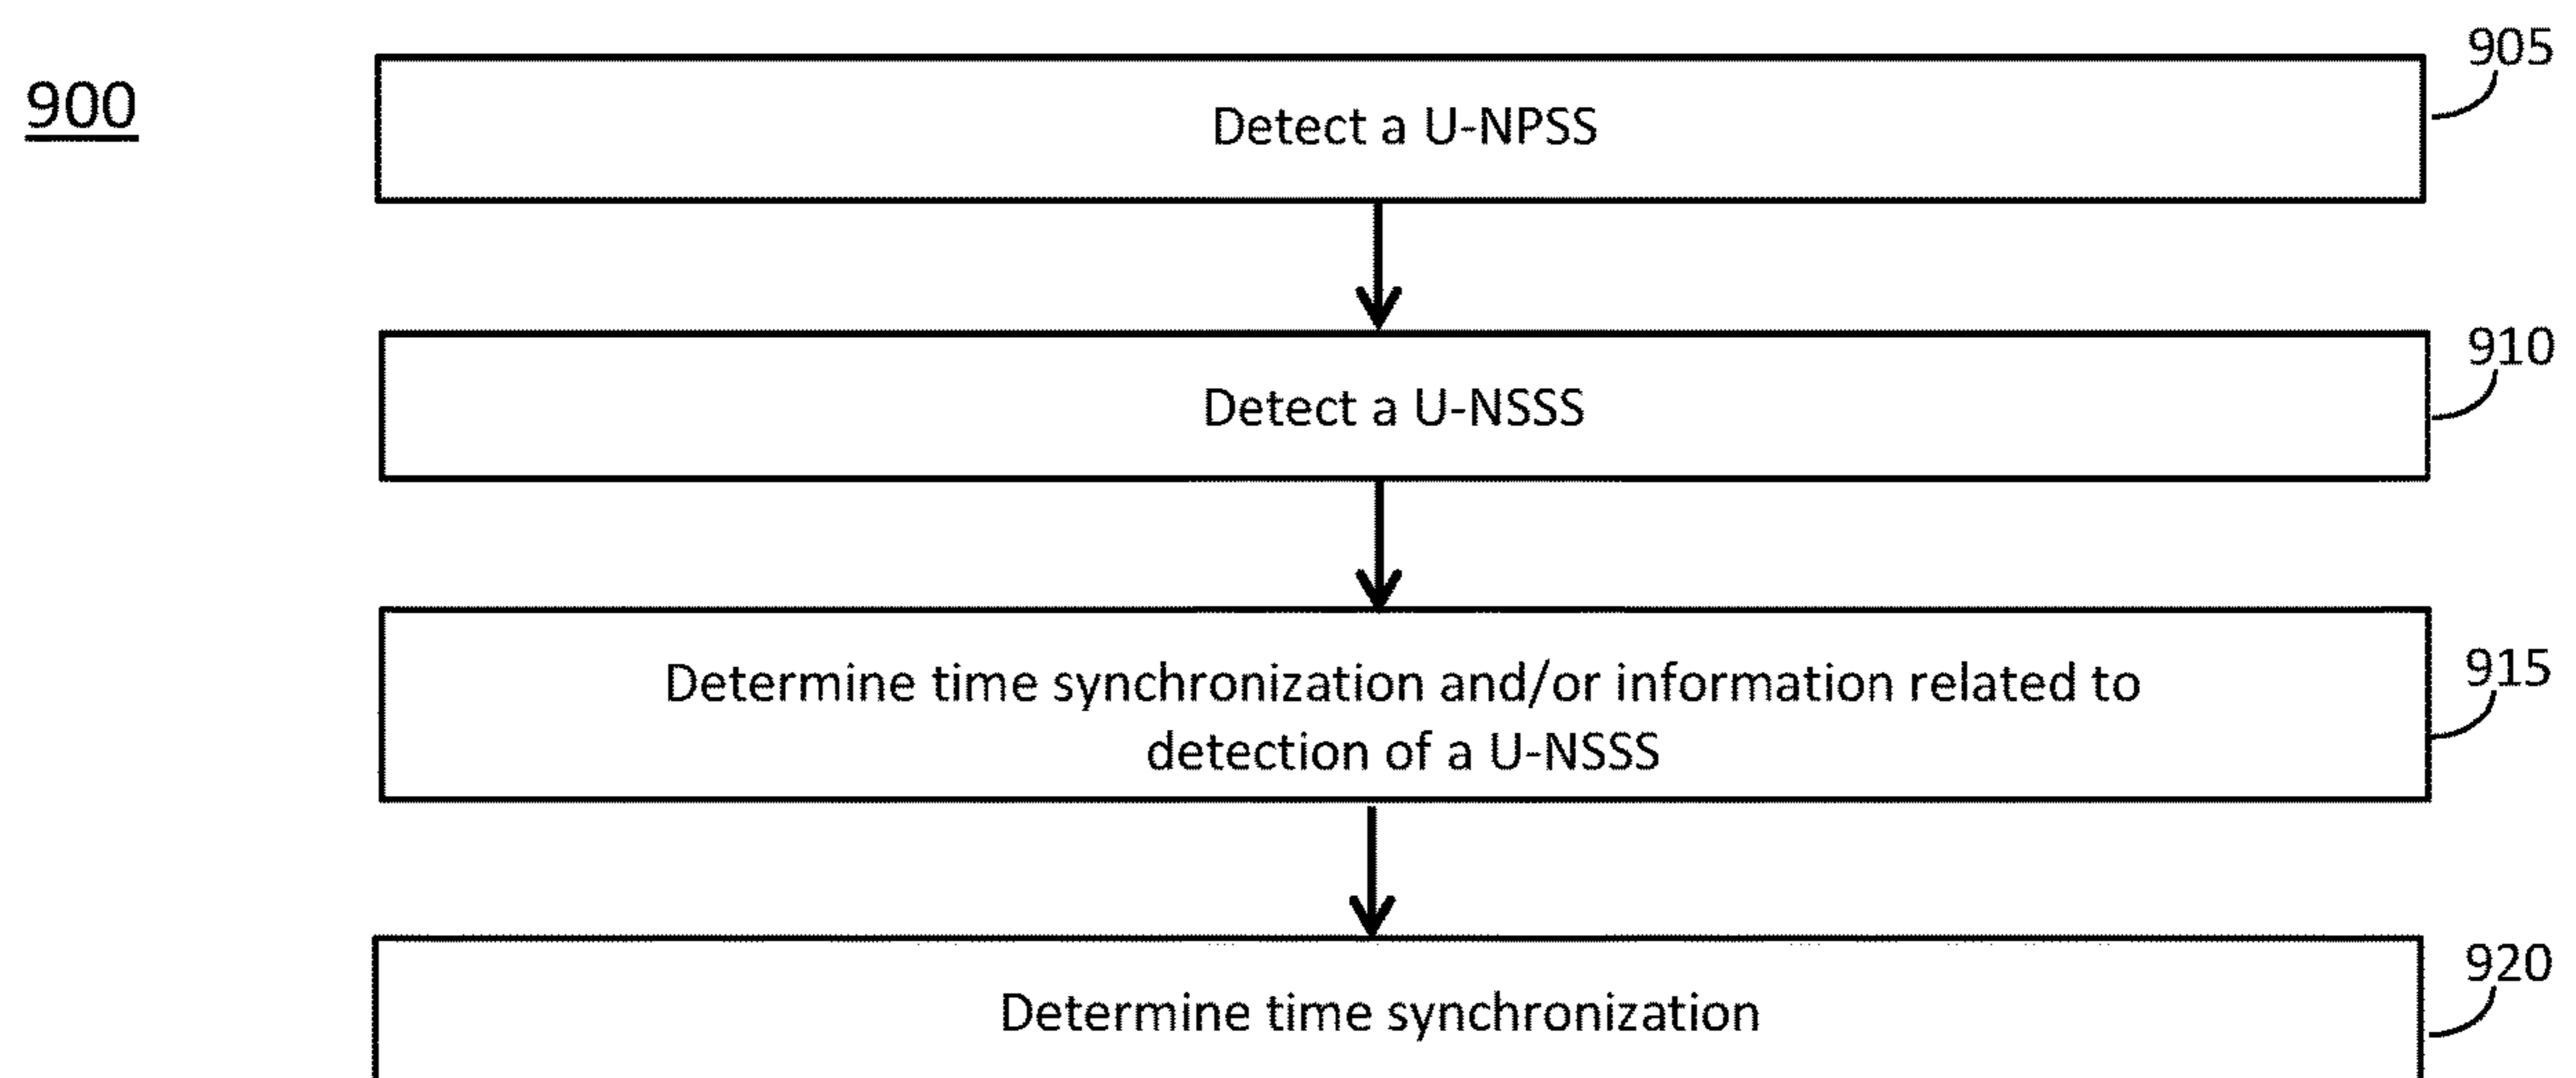 900
905
Detect a U-NPSS
910
Detect a U-NSSS
915
Determine time synchronization and/or information related to
detection of a U-NSSS
920
Determine time synchronization